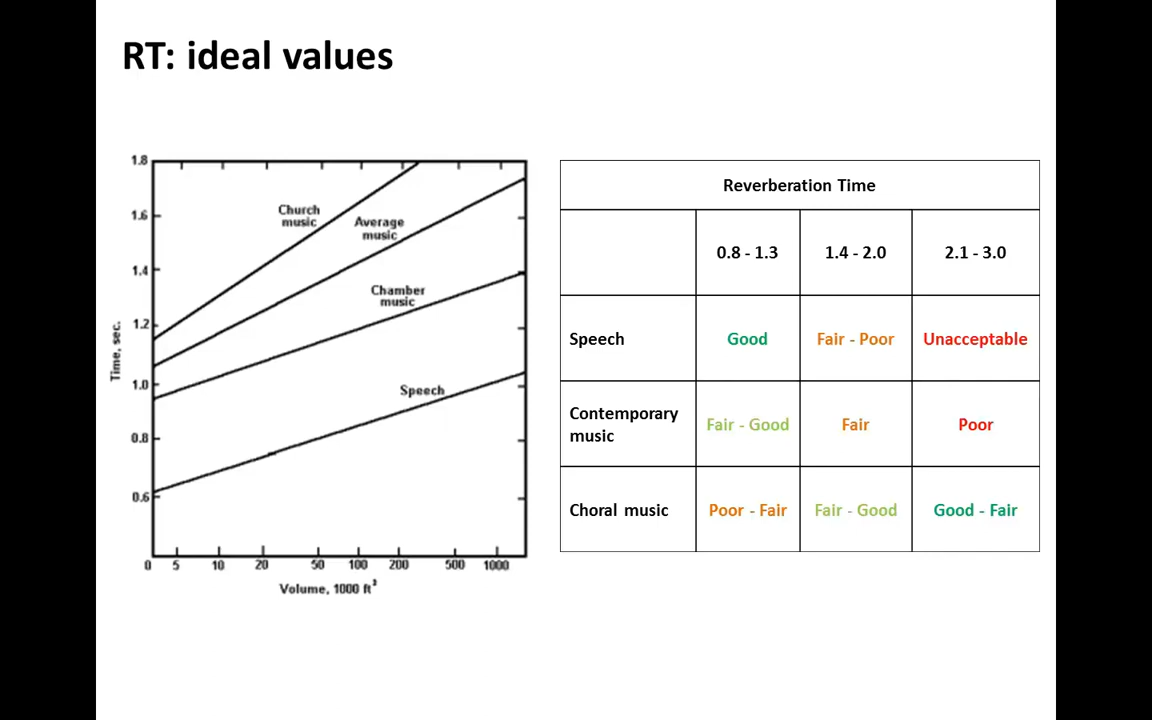 RT: ideal values
1.8
1.6
1.4
1.2
1.0
0.8
0.6
Time, sec.
Church
music
Average
music
Chamber
music
Speech
0 5 10 20 50 100 200 500 1000
Volume, 1000 ft³
Reverberation Time
0.8 - 1.3 1.4 - 2.0 2.1 - 3.0
Speech Good Fair - Poor Unacceptable
Contemporary
music Fair - Good Fair Poor
Choral music Poor - Fair Fair - Good Good - Fair